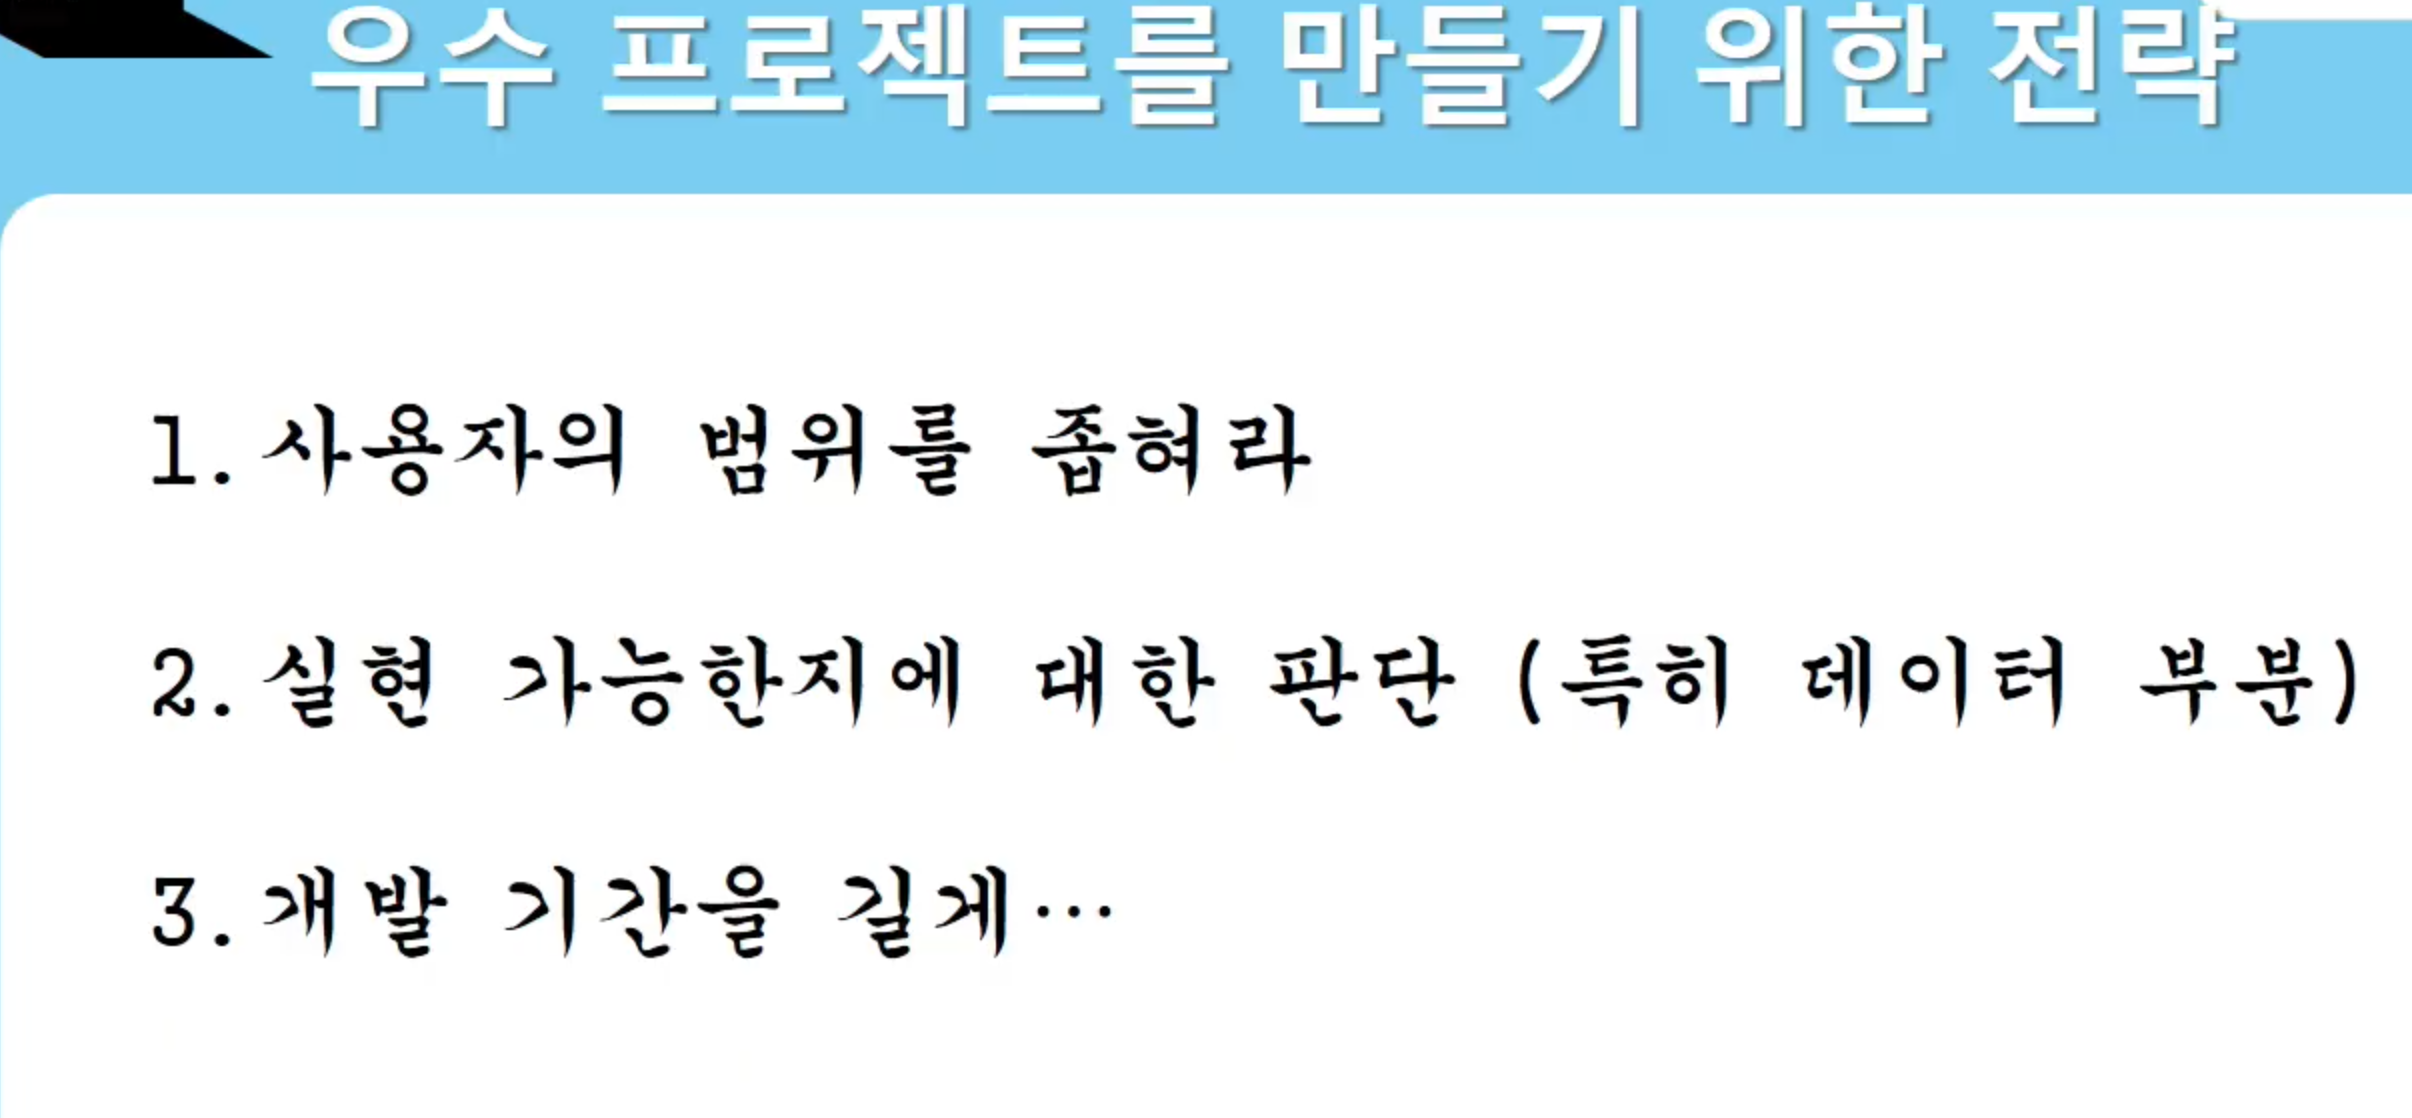 우수 프로젝트를 만들기 위한 전략
1. 사용자의 범위를 좁혀라
2. 실현 가능한지에 대한 판단 (특히 데이터 부분)
3. 개발 기간을 길게…